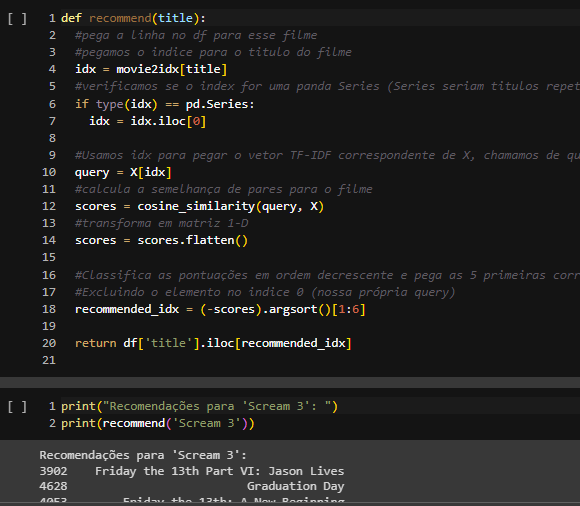 [ ] 1 def recommend(title):
2 #pega a linha no df para esse filme
3 #pegamos o indice para o titulo do filme
4 idx = movie2idx[title]
5 #verificamos se o index for uma panda Series (Series seriam titulos repet
6 if type(idx) == pd.Series:
7 idx = idx.iloc[0]
8
9 #Usamos idx para pegar o vetor TF-IDF correspondente de X, chamamos de qu
10 query = X[idx]
11 #calcula a semelhança de pares para o filme
12 scores = cosine_similarity(query, X)
13 #transforma em matriz 1-D
14 scores = scores.flatten()
15
16 #Classifica as pontuações em ordem decrescente e pega as 5 primeiras corr
17 #Excluindo o elemento no indice 0 (nossa própria query)
18 recommended_idx = (-scores).argsort()[1:6]
19
20 return df['title'].iloc[recommended_idx]
21
[ ] 1 print("Recomendações para 'Scream 3': ")
2 print(recommend('Scream 3'))
Recomendações para 'Scream 3':
3902 Friday the 13th Part VI: Jason Lives
4628 Graduation Day
4053 Friday the 13th: A New Beginning